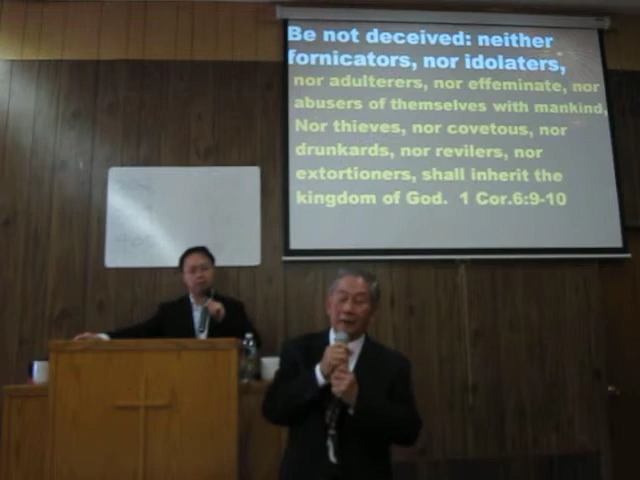 Be not deceived: neither
fornicators, nor idolaters,
nor adulterers, nor effeminate, nor
abusers of themselves with mankind,
Nor thieves, nor covetous, nor
drunkards, nor revilers, nor
extortioners, shall inherit the
kingdom of God. 1 Cor.6:9-10